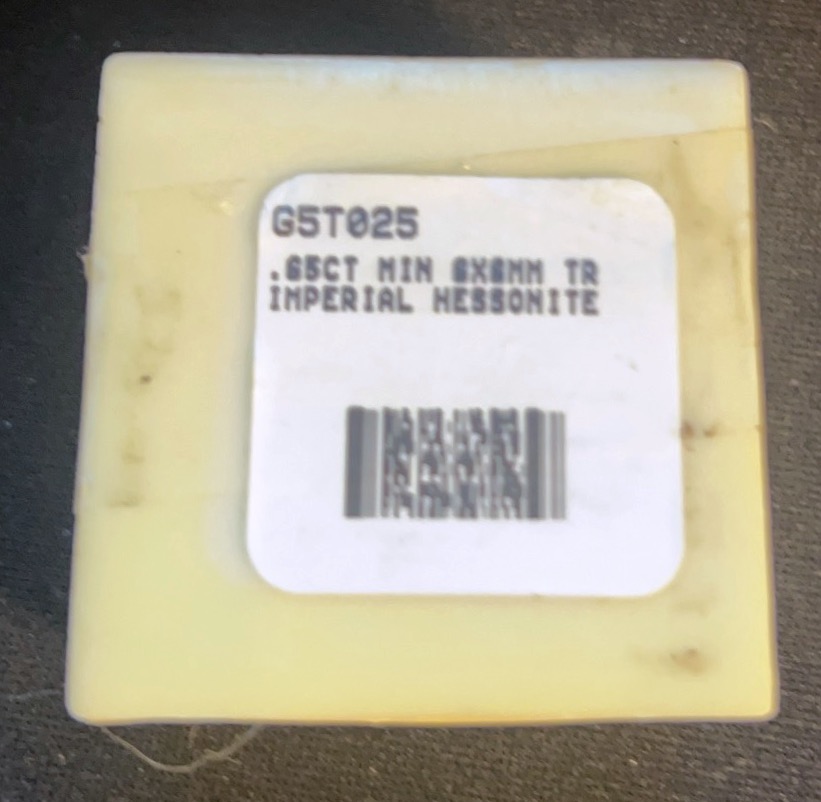 G5T025
.65CT MIN 6X6MM TR
IMPERIAL HESSONITE